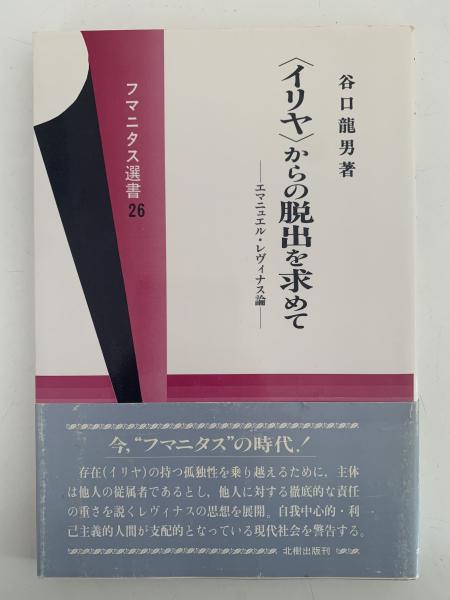 谷口龍男著
〈イリヤ〉からの脱出を求めて
──エマニュエル・レヴィナス論──
フマニタス選書
26
今,“フマニタス”の時代!
存在(イリヤ)の持つ孤独性を乗り越えるために,主体
は他人の従属者であるとし,他人に対する徹底的な責任
の重さを説くレヴィナスの思想を展開。自我中心的・利
己主義的人間が支配的となっている現代社会を警告する。
北樹出版刊